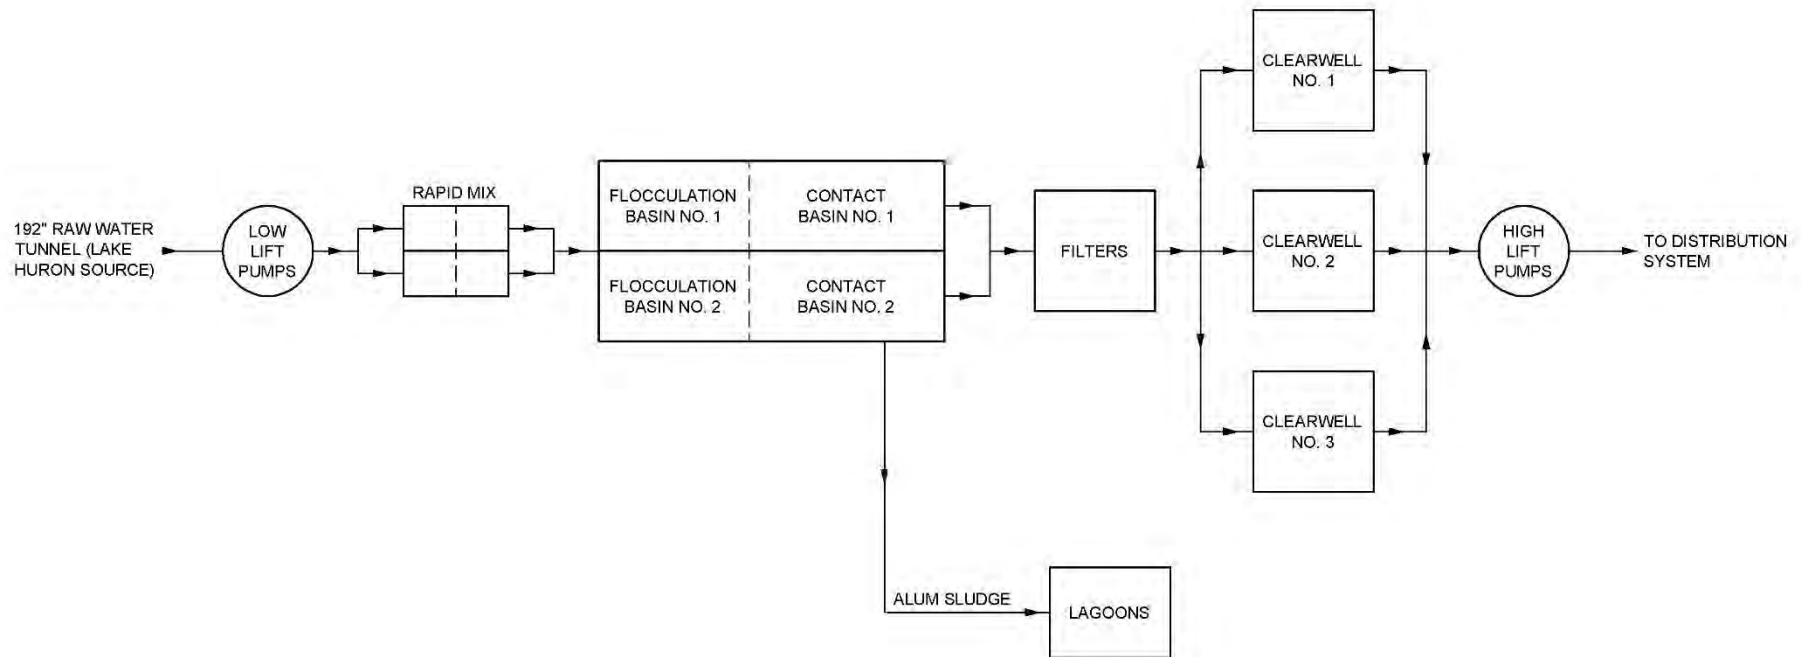 192" RAW WATER
TUNNEL (LAKE
HURON SOURCE)
LOW
LIFT
PUMPS
RAPID MIX
FLOCCULATION
BASIN NO. 1
CONTACT
BASIN NO. 1
FLOCCULATION
BASIN NO. 2
CONTACT
BASIN NO. 2
FILTERS
CLEARWELL
NO. 1
CLEARWELL
NO. 2
CLEARWELL
NO. 3
HIGH
LIFT
PUMPS
TO DISTRIBUTION
SYSTEM
ALUM SLUDGE
LAGOONS